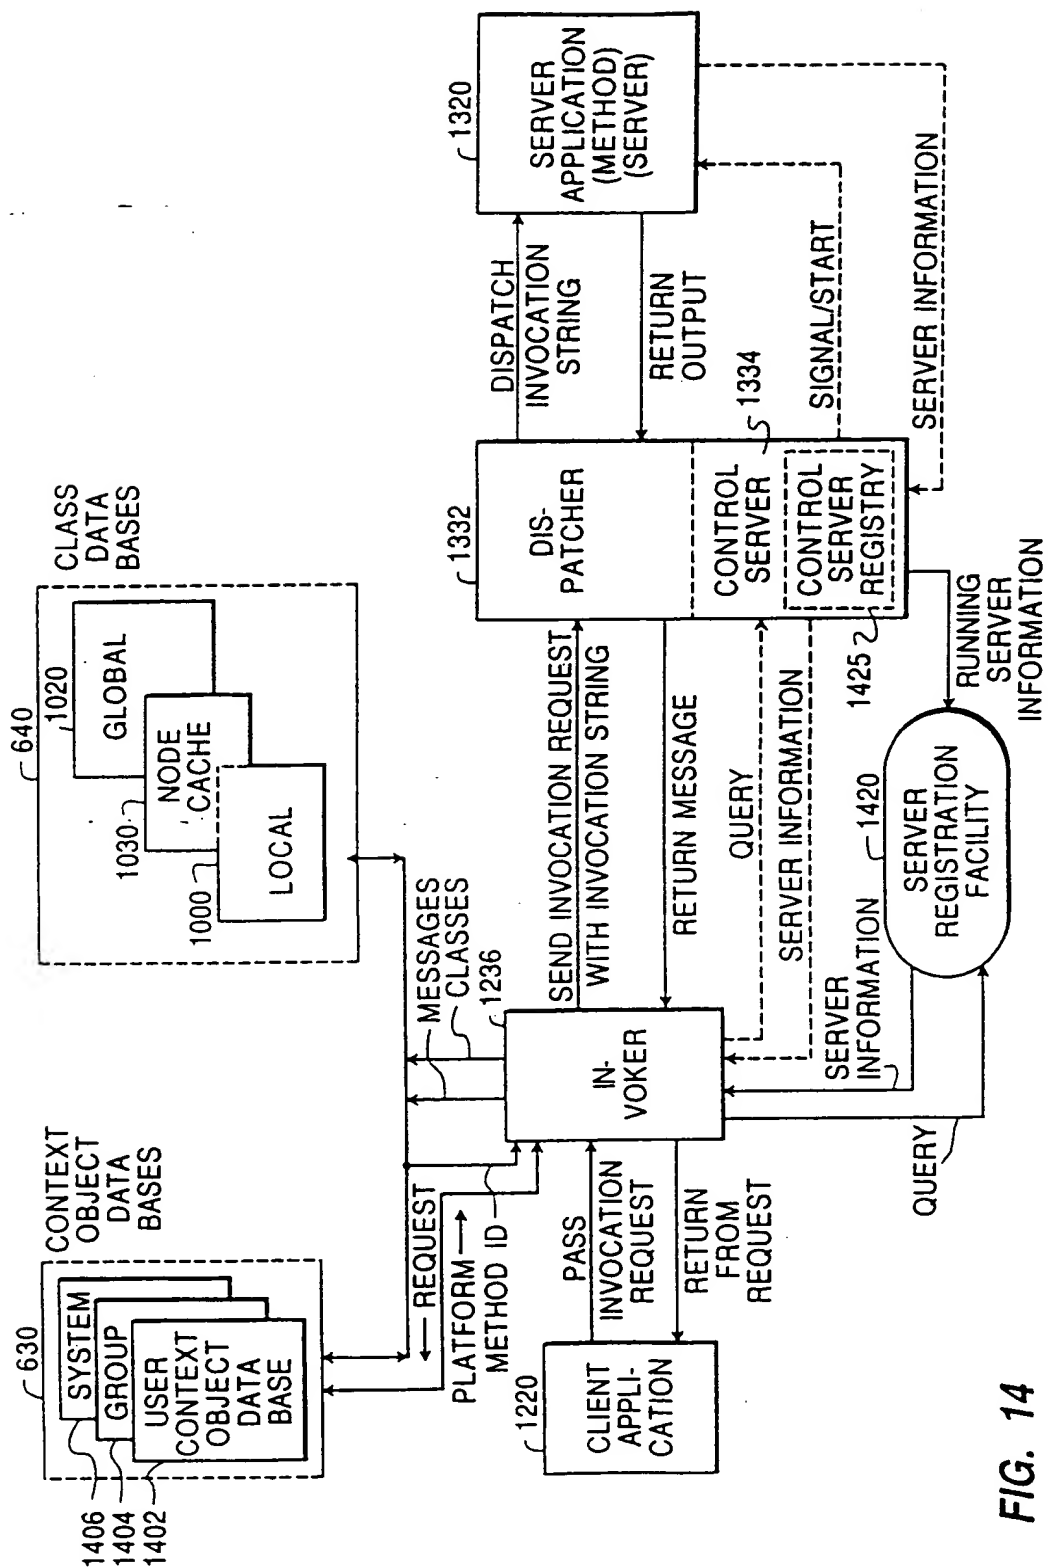 630
1406
1404
1402
SYSTEM
GROUP
USER
CONTEXT
OBJECT
DATA
BASE
CONTEXT
OBJECT
DATA
BASES
640
1020
1030
1000
GLOBAL
NODE
CACHE
LOCAL
CLASS
DATA
BASES
REQUEST
PLATFORM
METHOD ID
MESSAGES
CLASSES
1220
CLIENT
APPLI-
CATION
PASS
INVOCATION
REQUEST
RETURN
FROM
REQUEST
1236
IN-
VOKER
SEND INVOCATION REQUEST
WITH INVOCATION STRING
RETURN MESSAGE
QUERY
SERVER INFORMATION
1332
DIS-
PATCHER
1334
CONTROL
SERVER
CONTROL
SERVER
REGISTRY
1425
DISPATCH
INVOCATION
STRING
RETURN
OUTPUT
1320
SERVER
APPLICATION
(METHOD)
(SERVER)
SIGNAL/START
SERVER INFORMATION
QUERY
SERVER
INFORMATION
1420
SERVER
REGISTRATION
FACILITY
RUNNING
SERVER
INFORMATION
FIG. 14